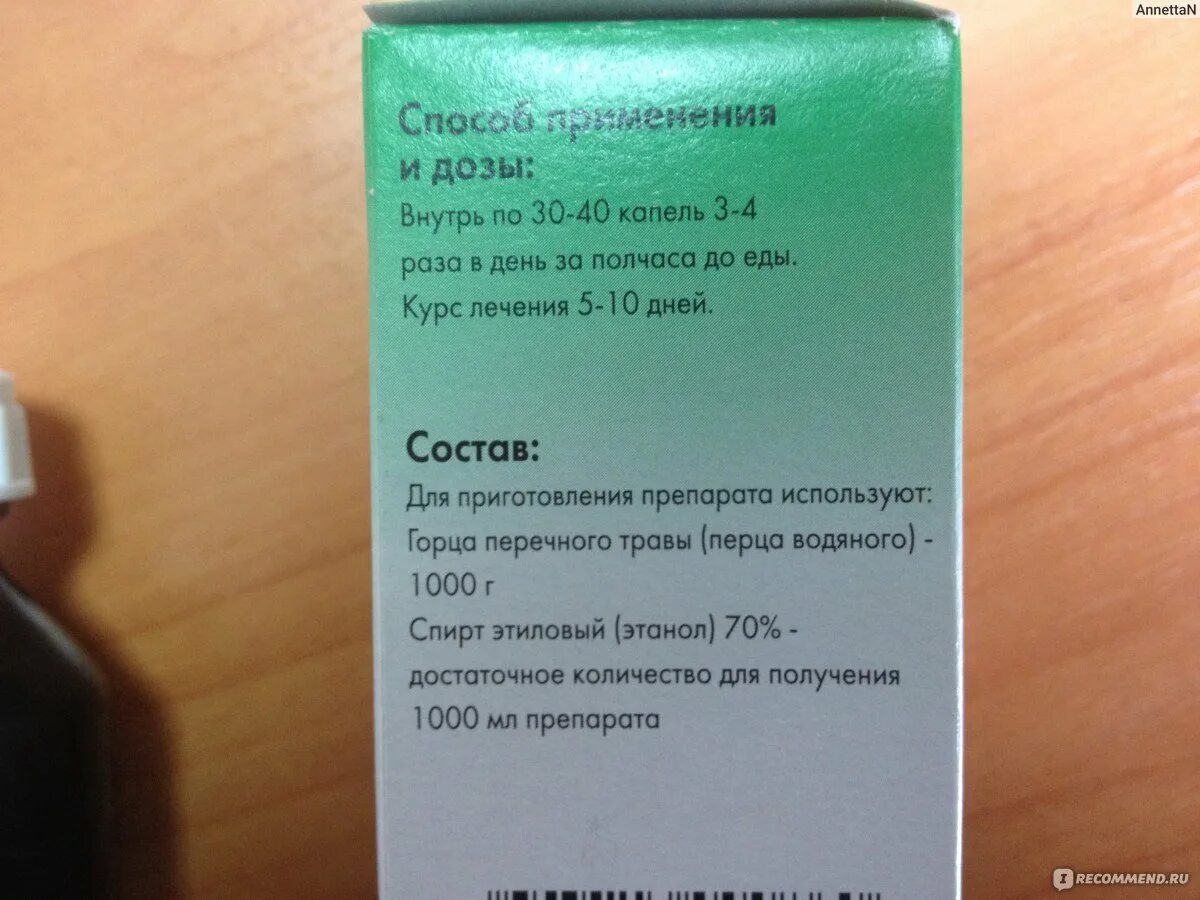 AnnettaN
Способ применения
и дозы:
Внутрь по 30-40 капель 3-4
раза в день за полчаса до еды.
Курс лечения 5-10 дней.
Состав:
Для приготовления препарата используют:
Горца перечного травы (перца водяного) -
1000 г
Спирт этиловый (этанол) 70% -
достаточное количество для получения
1000 мл препарата
IRECOMMEND.RU